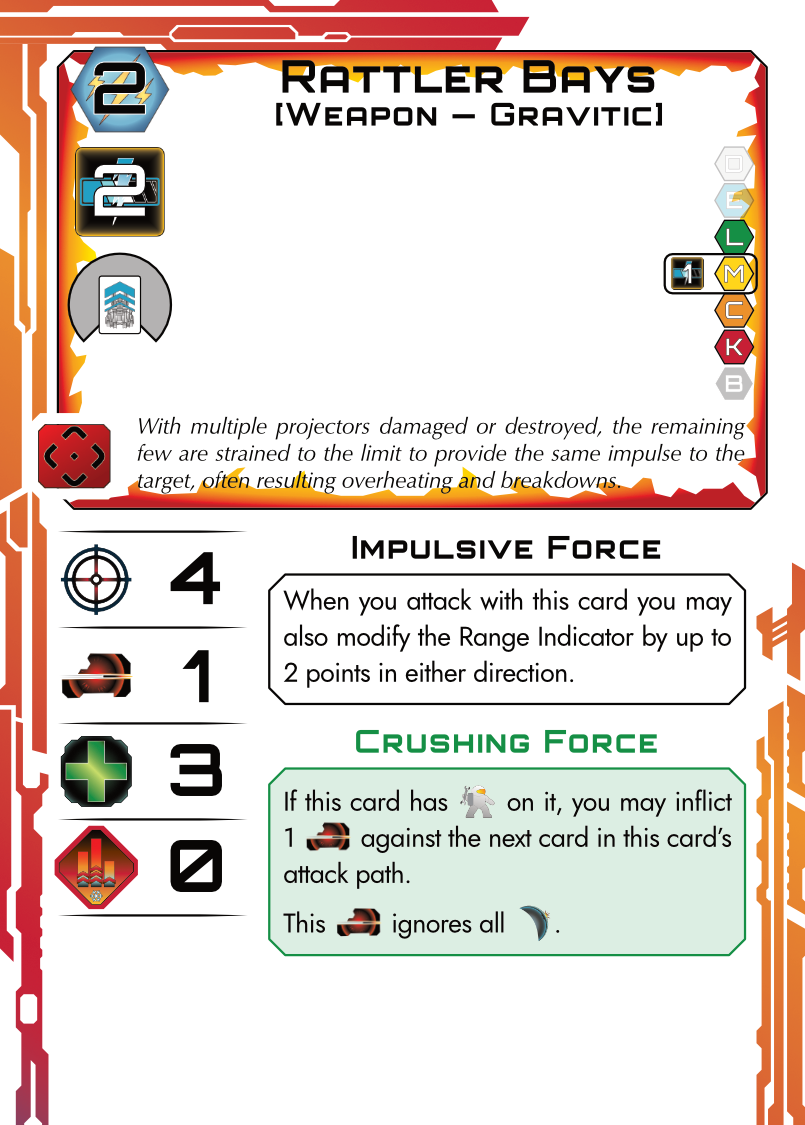 2
Rattler Bays
[Weapon – Gravitic]
2
E
L
1 M
C
K
B
With multiple projectors damaged or destroyed, the remaining
few are strained to the limit to provide the same impulse to the
target, often resulting overheating and breakdowns.
4
1
3
0
Impulsive Force
When you attack with this card you may
also modify the Range Indicator by up to
2 points in either direction.
Crushing Force
If this card has on it, you may inflict
1 against the next card in this card's
attack path.
This ignores all .